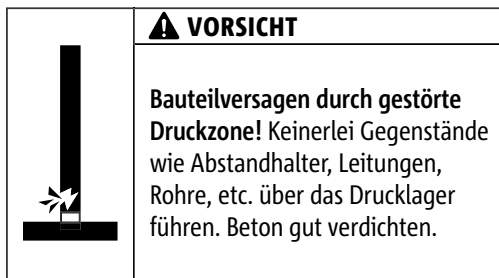 VORSICHT
Bauteilversagen durch gestörte
Druckzone! Keinerlei Gegenstände
wie Abstandhalter, Leitungen,
Rohre, etc. über das Drucklager
führen. Beton gut verdichten.